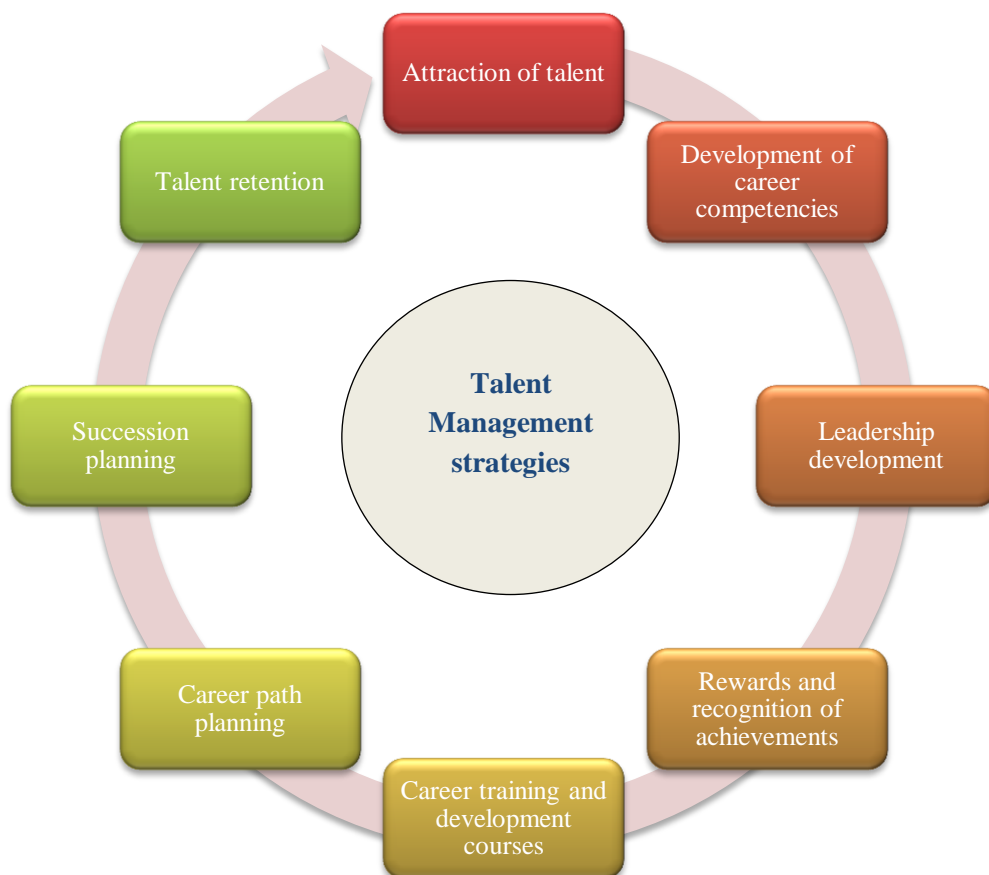 Attraction of talent
Development of
career
competencies
Leadership
development
Rewards and
recognition of
achievements
Career training and
development
courses
Career path
planning
Succession
planning
Talent retention
Talent
Management
strategies